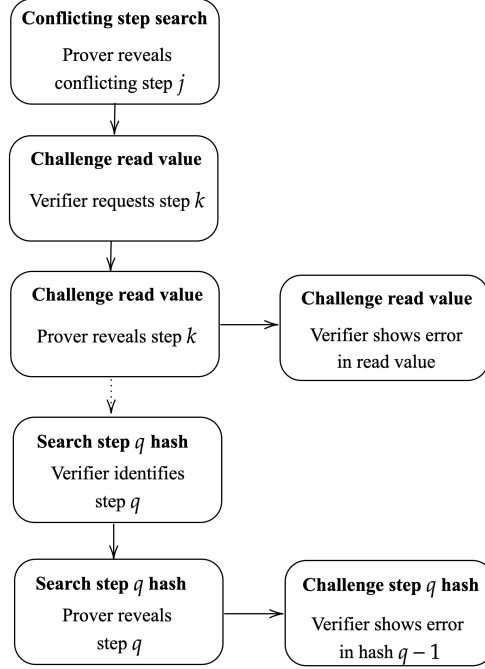 Conflicting step search
Prover reveals
conflicting step j
Challenge read value
Verifier requests step k
Challenge read value
Prover reveals step k
Challenge read value
Verifier shows error
in read value
Search step q hash
Verifier identifies
step q
Search step q hash
Prover reveals
step q
Challenge step q hash
Verifier shows error
in hash q − 1